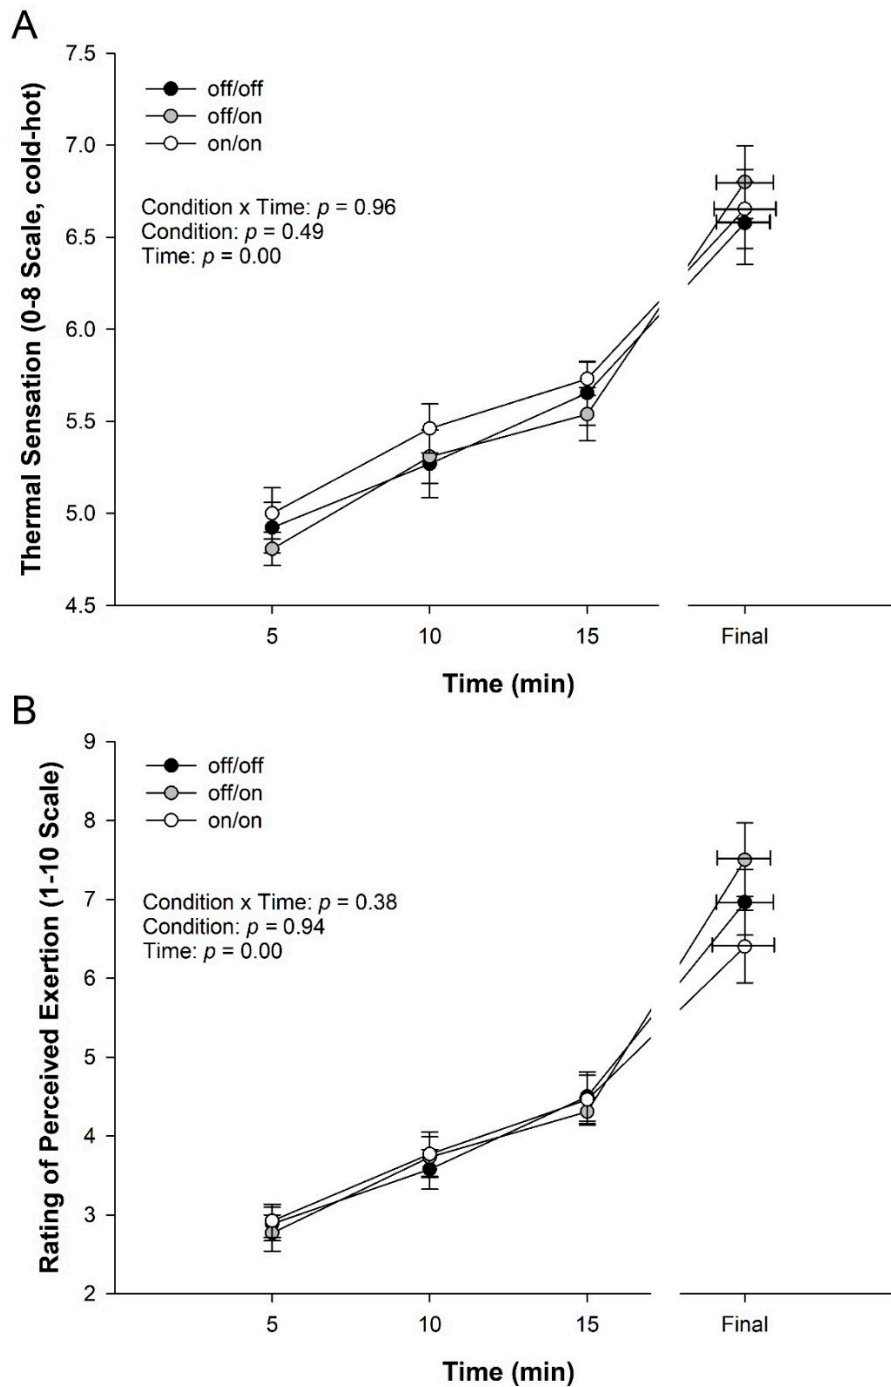 A
Thermal Sensation (0-8 Scale, cold-hot)
7.5
7.0
6.5
6.0
5.5
5.0
4.5
off/off
off/on
on/on
Condition x Time: p = 0.96
Condition: p = 0.49
Time: p = 0.00
5
10
15
Final
Time (min)
B
Rating of Perceived Exertion (1-10 Scale)
9
8
7
6
5
4
3
2
off/off
off/on
on/on
Condition x Time: p = 0.38
Condition: p = 0.94
Time: p = 0.00
5
10
15
Final
Time (min)